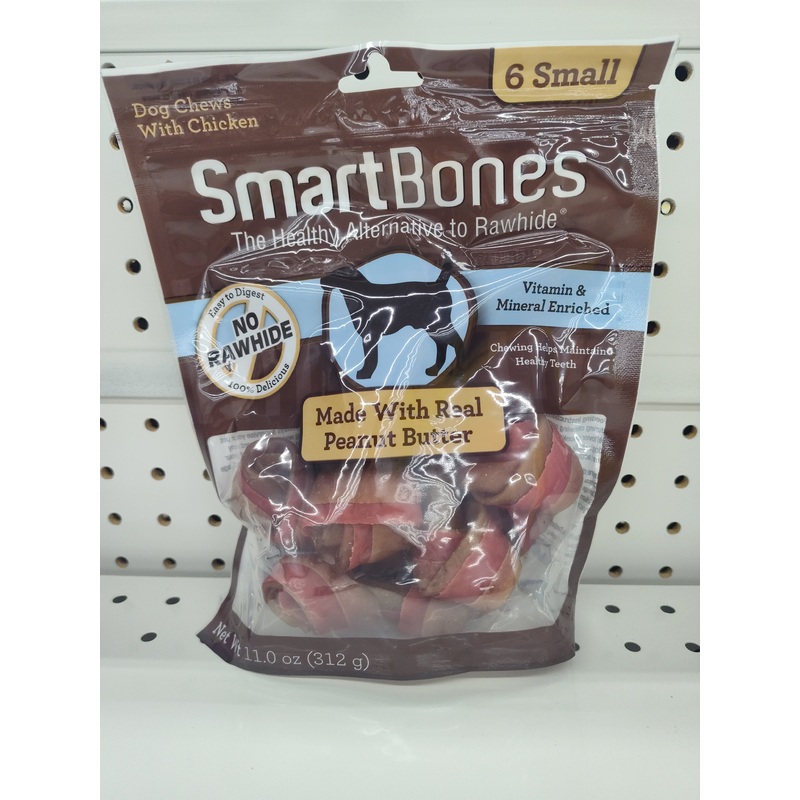 6 Small
Dog Chews
With Chicken
SmartBones
The Healthy Alternative to Rawhide®
Easy to Digest
NO
RAWHIDE
100% Delicious
Vitamin &
Mineral Enriched
Chewing Helps Maintain
Healthy Teeth
Made With Real
Peanut Butter
Net Wt 11.0 oz (312 g)